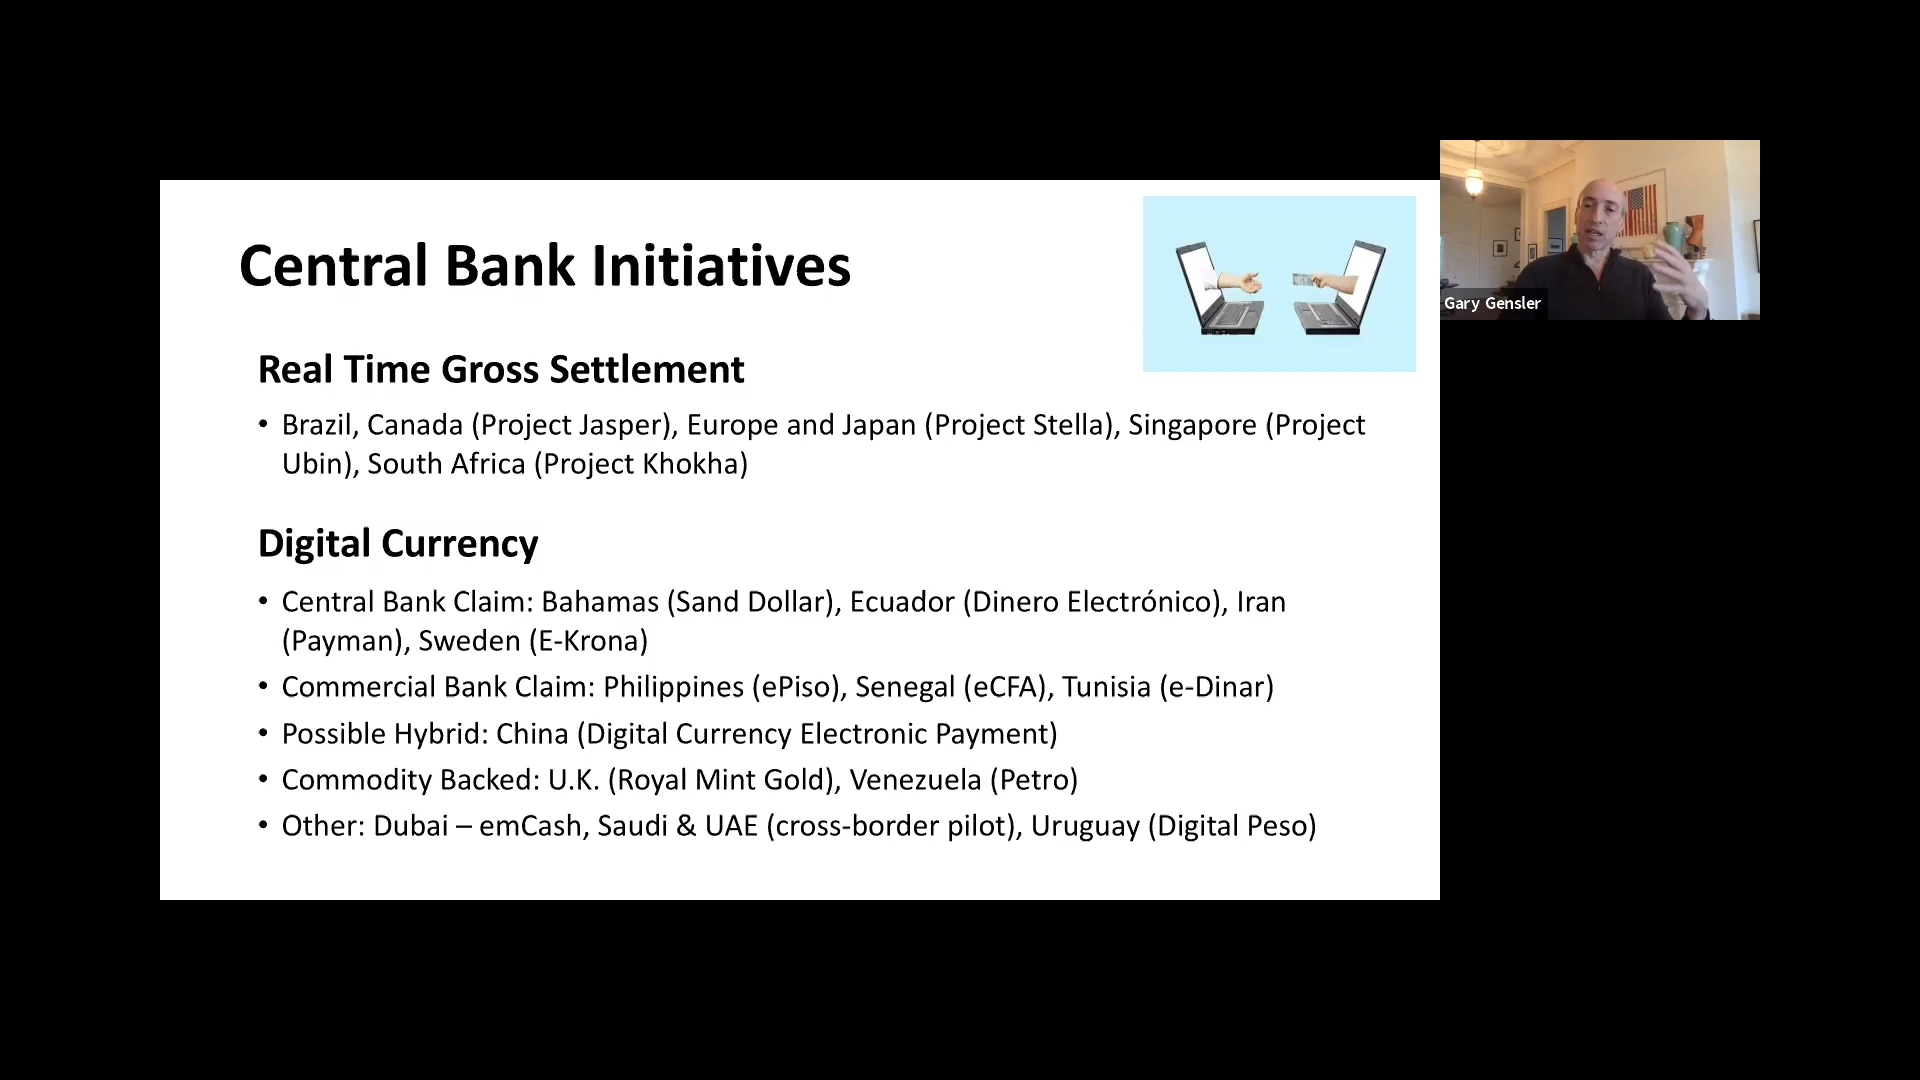 Central Bank Initiatives
Gary Gensler
Real Time Gross Settlement
• Brazil, Canada (Project Jasper), Europe and Japan (Project Stella), Singapore (Project
Ubin), South Africa (Project Khokha)
Digital Currency
• Central Bank Claim: Bahamas (Sand Dollar), Ecuador (Dinero Electrónico), Iran
(Payman), Sweden (E-Krona)
• Commercial Bank Claim: Philippines (ePiso), Senegal (eCFA), Tunisia (e-Dinar)
• Possible Hybrid: China (Digital Currency Electronic Payment)
• Commodity Backed: U.K. (Royal Mint Gold), Venezuela (Petro)
• Other: Dubai – emCash, Saudi & UAE (cross-border pilot), Uruguay (Digital Peso)